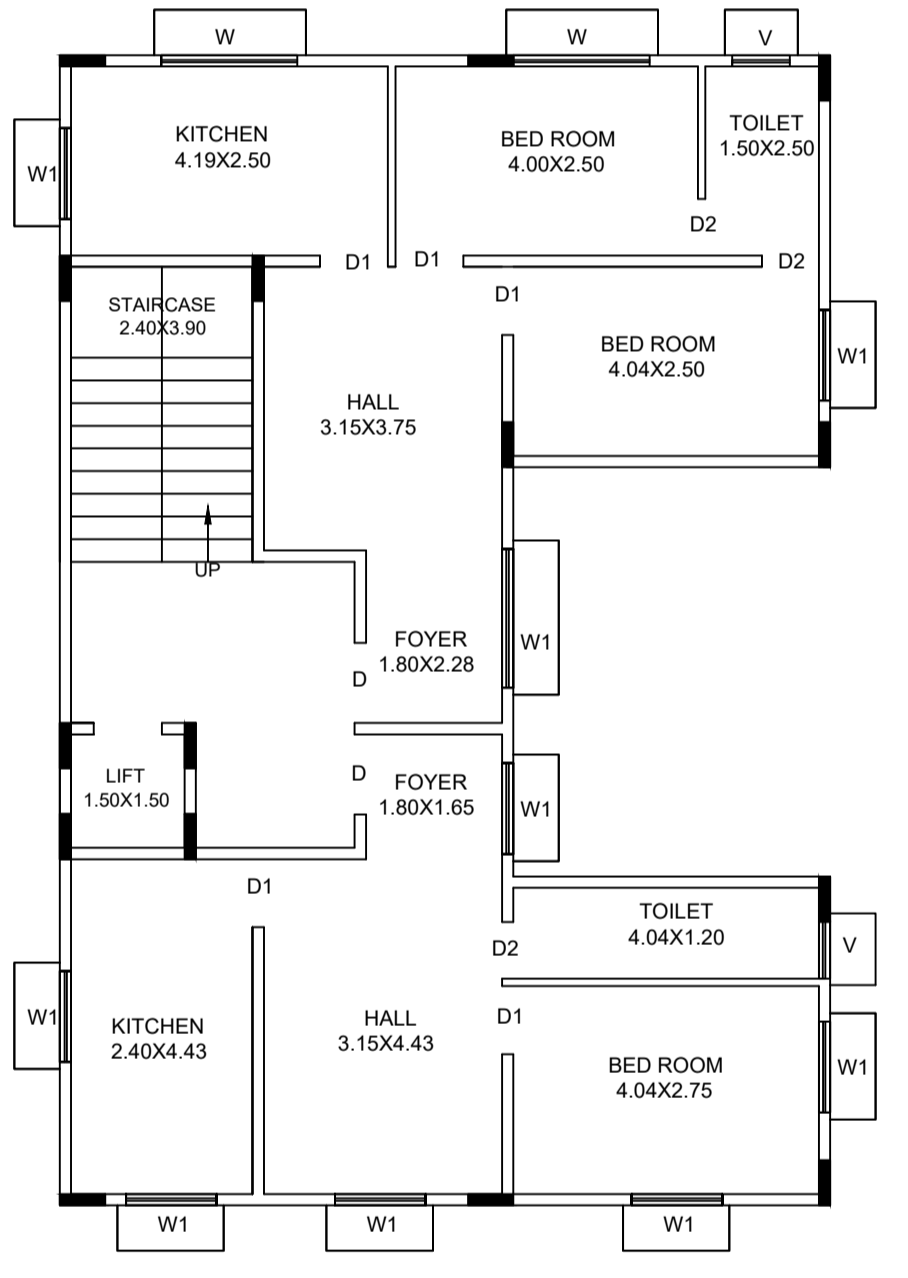 W
W
V
KITCHEN
4.19X2.50
BED ROOM
4.00X2.50
TOILET
1.50X2.50
W1
D2
D1
D1
D2
D1
STAIRCASE
2.40X3.90
BED ROOM
4.04X2.50
W1
HALL
3.15X3.75
UP
FOYER
1.80X2.28
W1
D
D
LIFT
1.50X1.50
FOYER
1.80X1.65
W1
D1
TOILET
4.04X1.20
D2
V
W1
KITCHEN
2.40X4.43
HALL
3.15X4.43
D1
BED ROOM
4.04X2.75
W1
W1
W1
W1